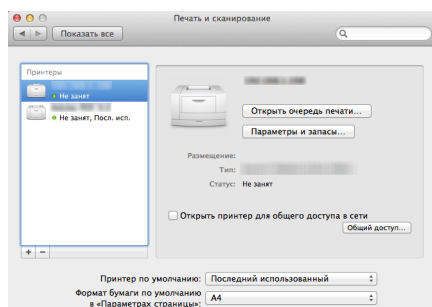 Печать и сканирование
Показать все
Принтеры
Не занят
Не занят, Посл. исп.
Открыть очередь печати...
Параметры и запасы...
Размещение:
Тип:
Статус: Не занят
Открыть принтер для общего доступа в сети
Общий доступ...
+ −
Принтер по умолчанию: Последний использованный
Формат бумаги по умолчанию
в «Параметрах страницы»: A4